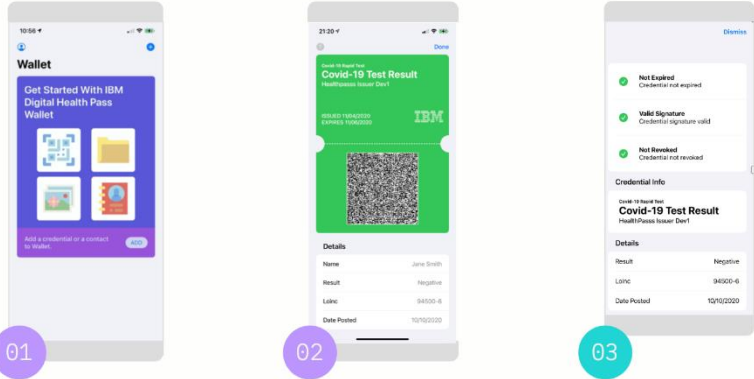 10:56
Wallet
Get Started With IBM
Digital Health Pass
Wallet
Add a credential or a contact
to Wallet.
ADD
01
21:20
Done
Covid-19 Rapid Test
Covid-19 Test Result
Healthpass Issuer Dev1
ISSUED 11/04/2020
EXPIRES 11/06/2020
IBM
Details
Name Jane Smith
Result Negative
Loinc 94500-6
Date Posted 10/10/2020
02
Dismiss
Not Expired
Credential not expired
Valid Signature
Credential signature valid
Not Revoked
Credential not revoked
Credential Info
Covid-19 Rapid Test
Covid-19 Test Result
HealthPass Issuer Dev1
Details
Result Negative
Loinc 94500-6
Date Posted 10/10/2020
03